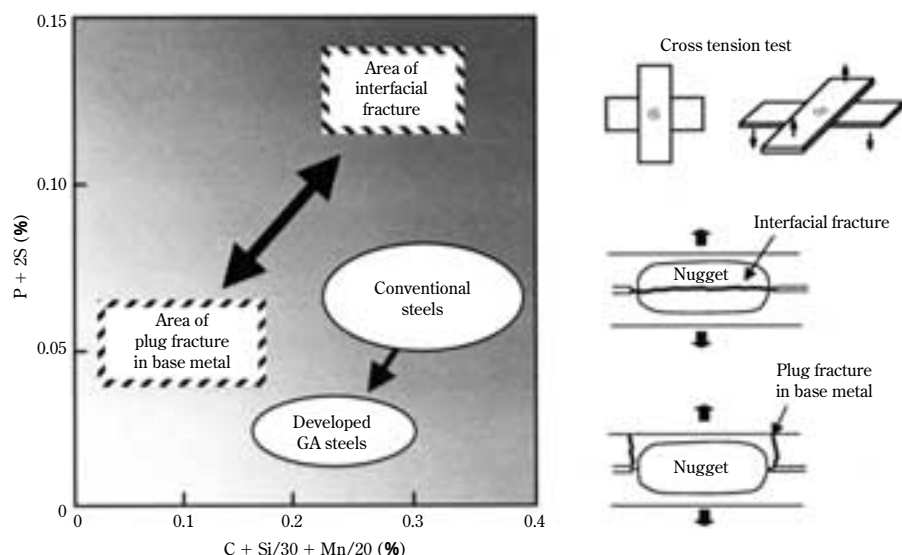 0.15
0.10
0.05
0
P + 2S (%)
Area of
interfacial
fracture
Conventional
steels
Area of
plug fracture
in base metal
Developed
GA steels
0
0.1
0.2
0.3
0.4
C + Si/30 + Mn/20 (%)
Cross tension test
Interfacial fracture
Nugget
Plug fracture
in base metal
Nugget